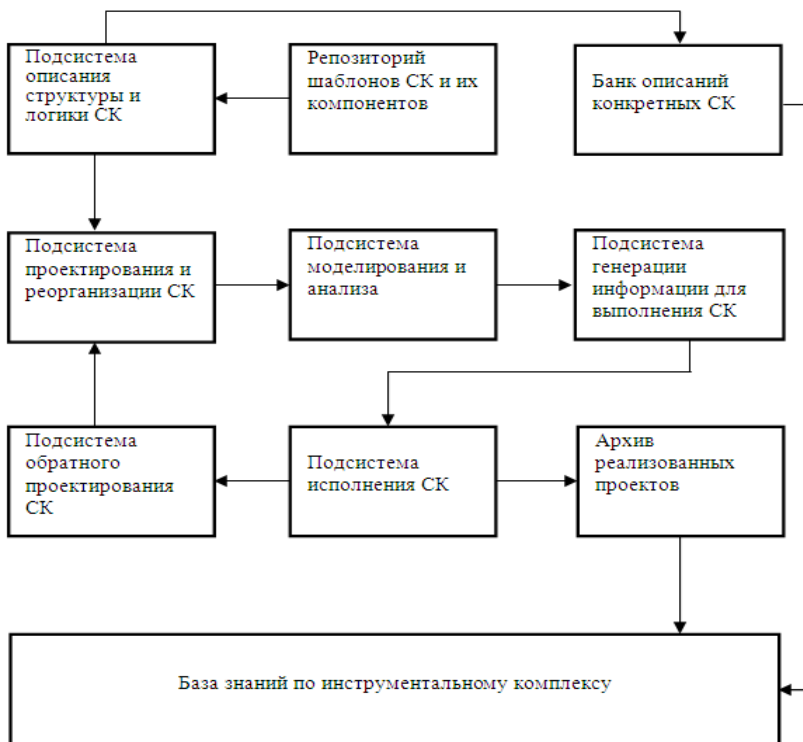 Подсистема
описания
структуры и
логики СК
Репозиторий
шаблонов СК и их
компонентов
Банк описаний
конкретных СК
Подсистема
проектирования и
реорганизации СК
Подсистема
моделирования и
анализа
Подсистема
генерации
информации для
выполнения СК
Подсистема
обратного
проектирования
СК
Подсистема
исполнения СК
Архив
реализованных
проектов
База знаний по инструментальному комплексу